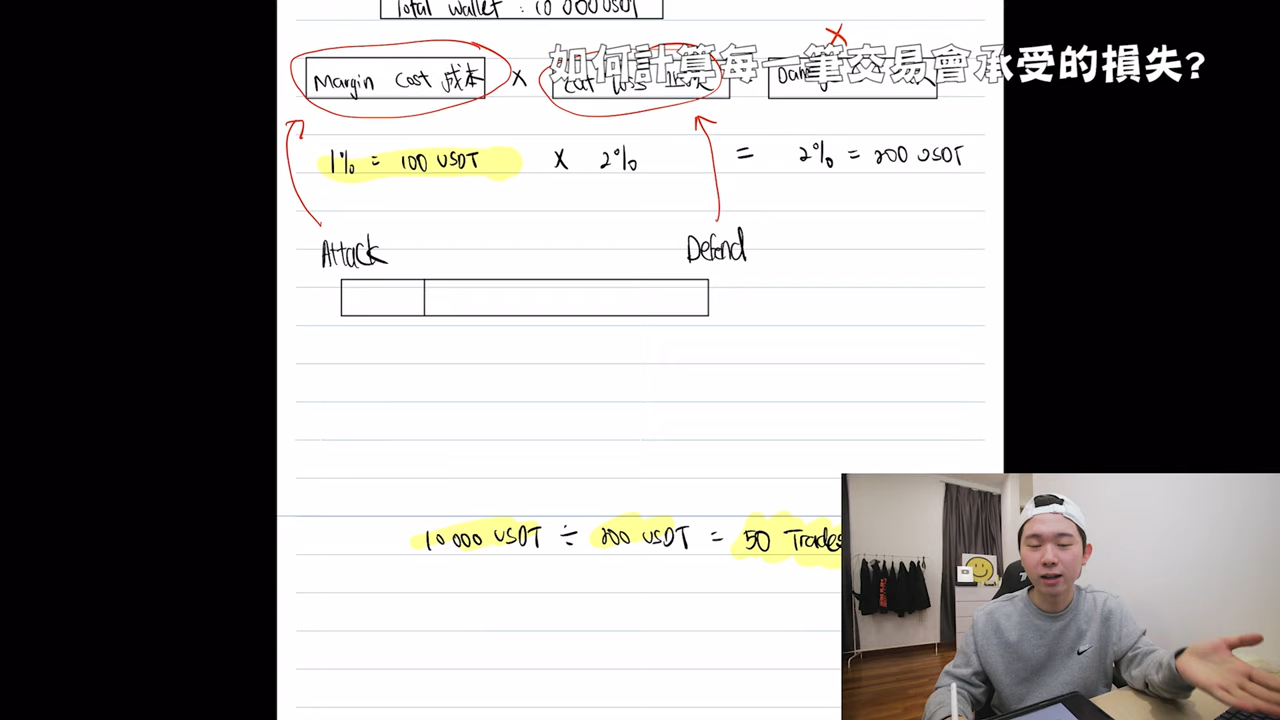 Total wallet : 10 000 USDT
如何計算每一筆交易會承受的損失?
Margin Cost 成本 × Cut loss
1% = 100 USDT × 2% = 2% = 200 USDT
Attack Defend
10 000 USDT ÷ 200 USDT = 50 Trades